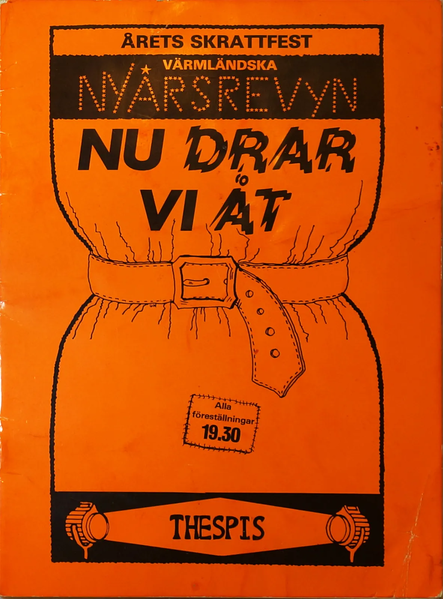 ÅRETS SKRATTFEST
VÄRMLÄNDSKA
NYÅRSREVYN
NU DRAR
VI ÅT
Alla
föreställningar
19.30
THESPIS